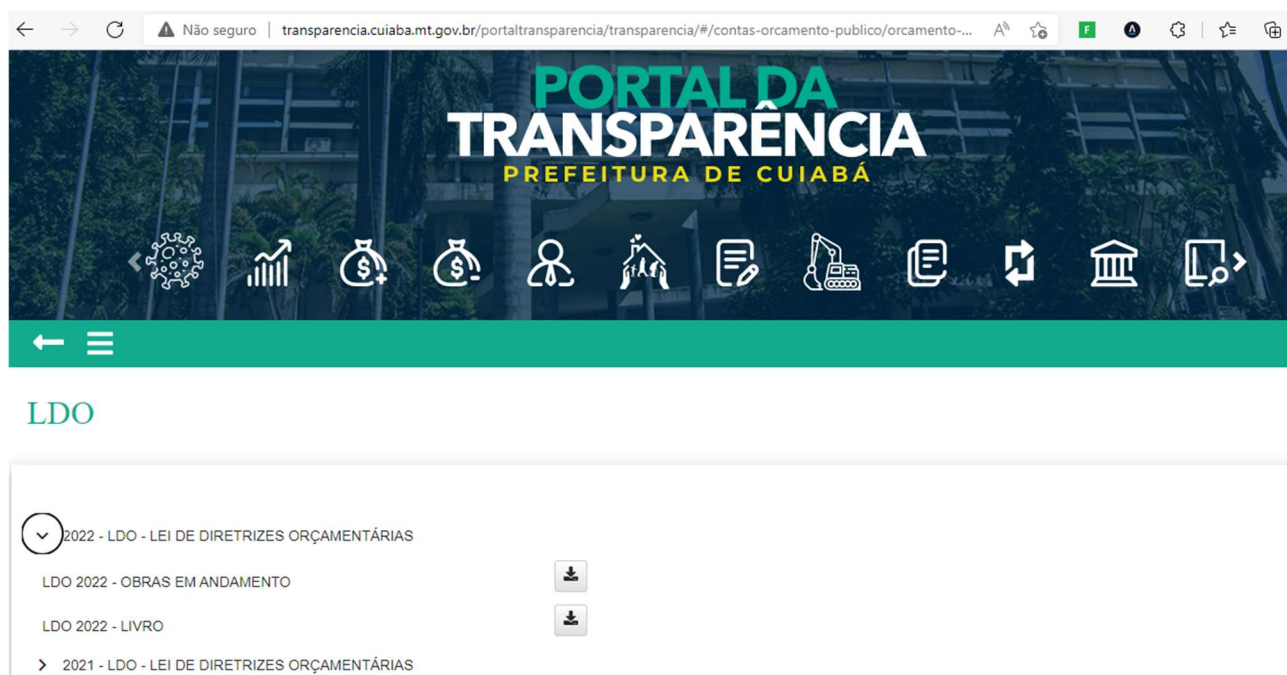 Não seguro | transparencia.cuiaba.mt.gov.br/portaltransparencia/transparencia/#/contas-orcamento-publico/orcamento-...
PORTAL DA
TRANSPARÊNCIA
PREFEITURA DE CUIABÁ
LDO
2022 - LDO - LEI DE DIRETRIZES ORÇAMENTÁRIAS
LDO 2022 - OBRAS EM ANDAMENTO
LDO 2022 - LIVRO
2021 - LDO - LEI DE DIRETRIZES ORÇAMENTÁRIAS